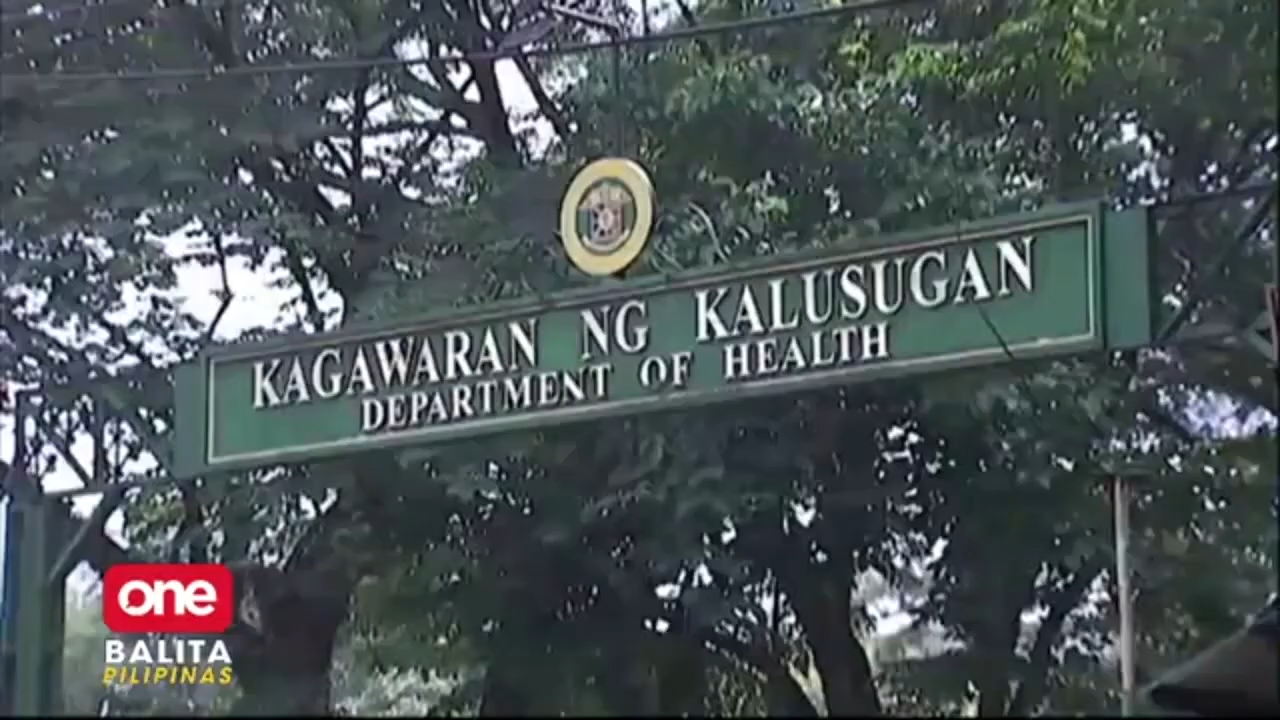 KAGAWARAN NG KALUSUGAN
DEPARTMENT OF HEALTH
one
BALITA
PILIPINAS